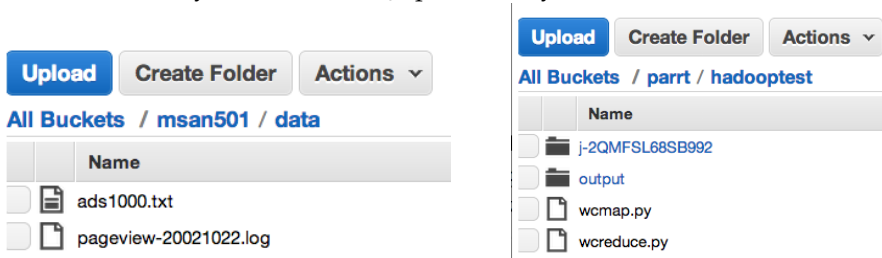 Upload Create Folder Actions
All Buckets / msan501 / data
Name
ads1000.txt
pageview-20021022.log
Upload Create Folder Actions
All Buckets / parrt / hadooptest
Name
j-2QMFSL68SB992
output
wcmap.py
wcreduce.py